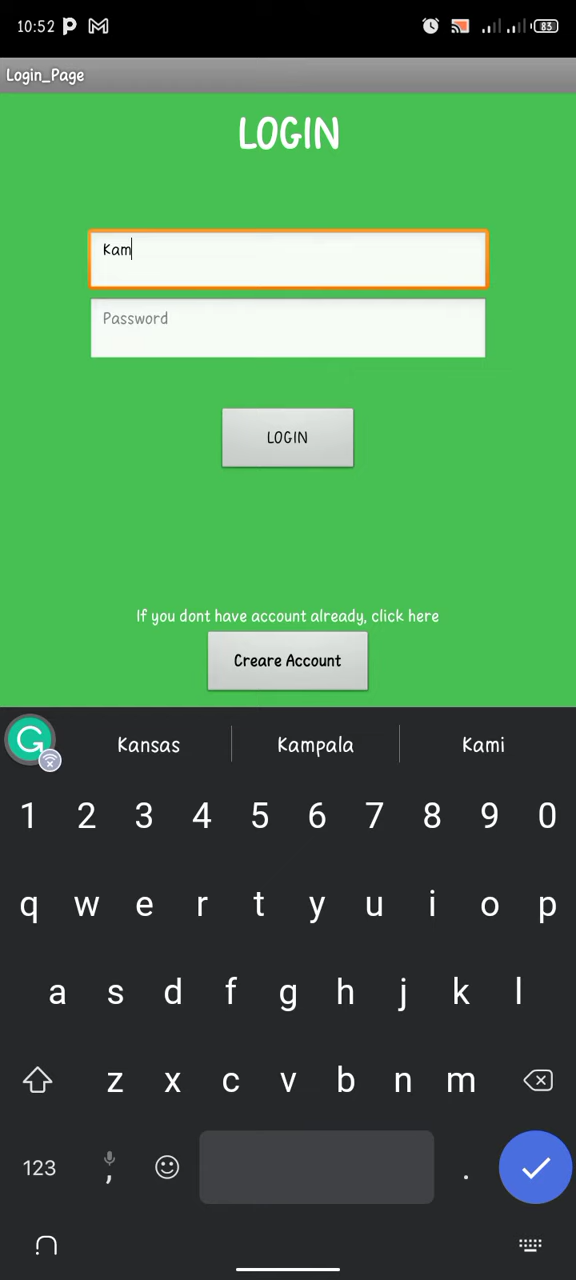 10:52 83
Login_Page
LOGIN
Kam
Password
LOGIN
If you dont have account already, click here
Creare Account
Kansas Kampala Kami
1 2 3 4 5 6 7 8 9 0
q w e r t y u i o p
a s d f g h j k l
z x c v b n m
123 , .